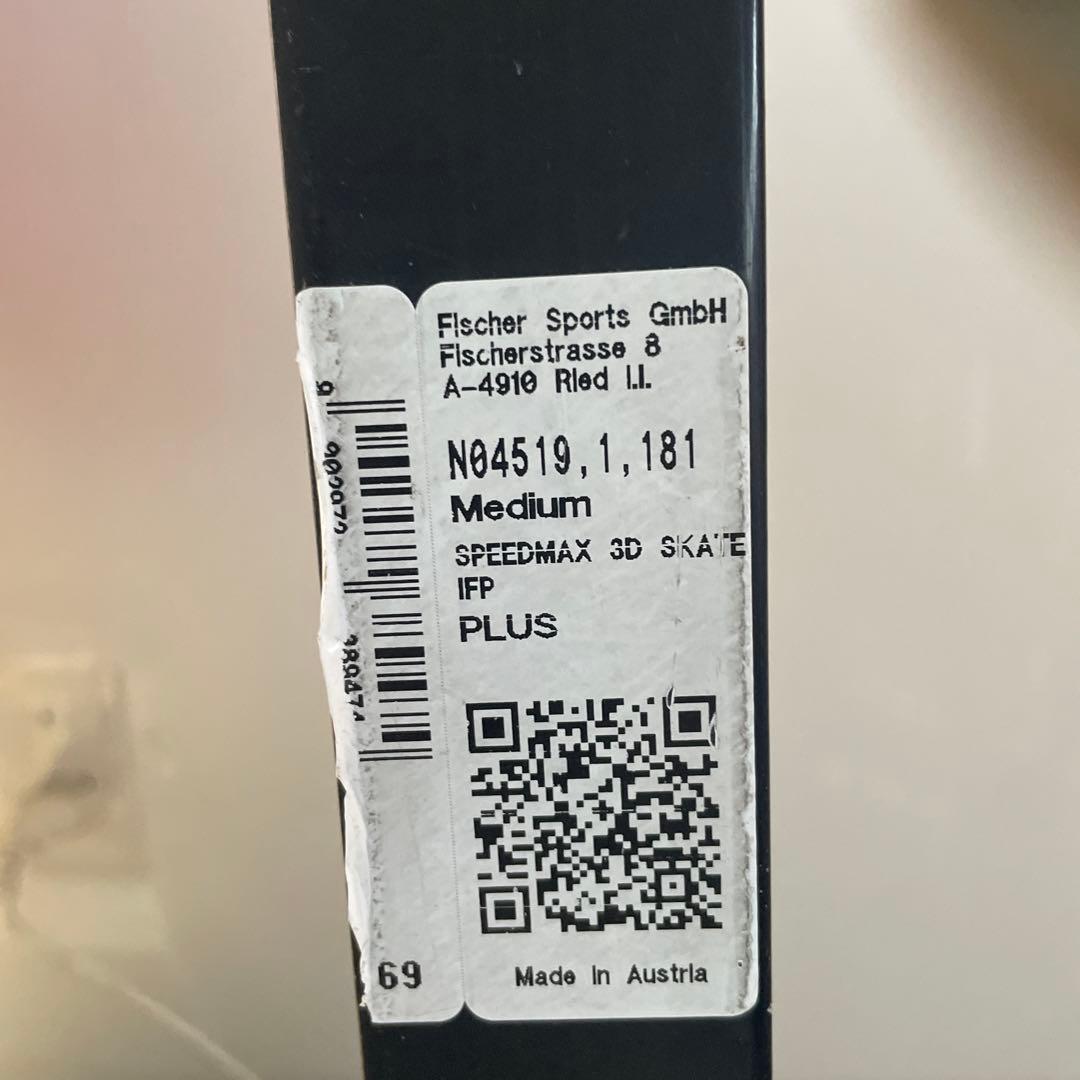 Fischer Sports GmbH
Fischerstrasse 8
A-4910 Ried I.I.
N04519,1,181
Medium
SPEEDMAX 3D SKATE
IFP
PLUS
Made In Austria
69